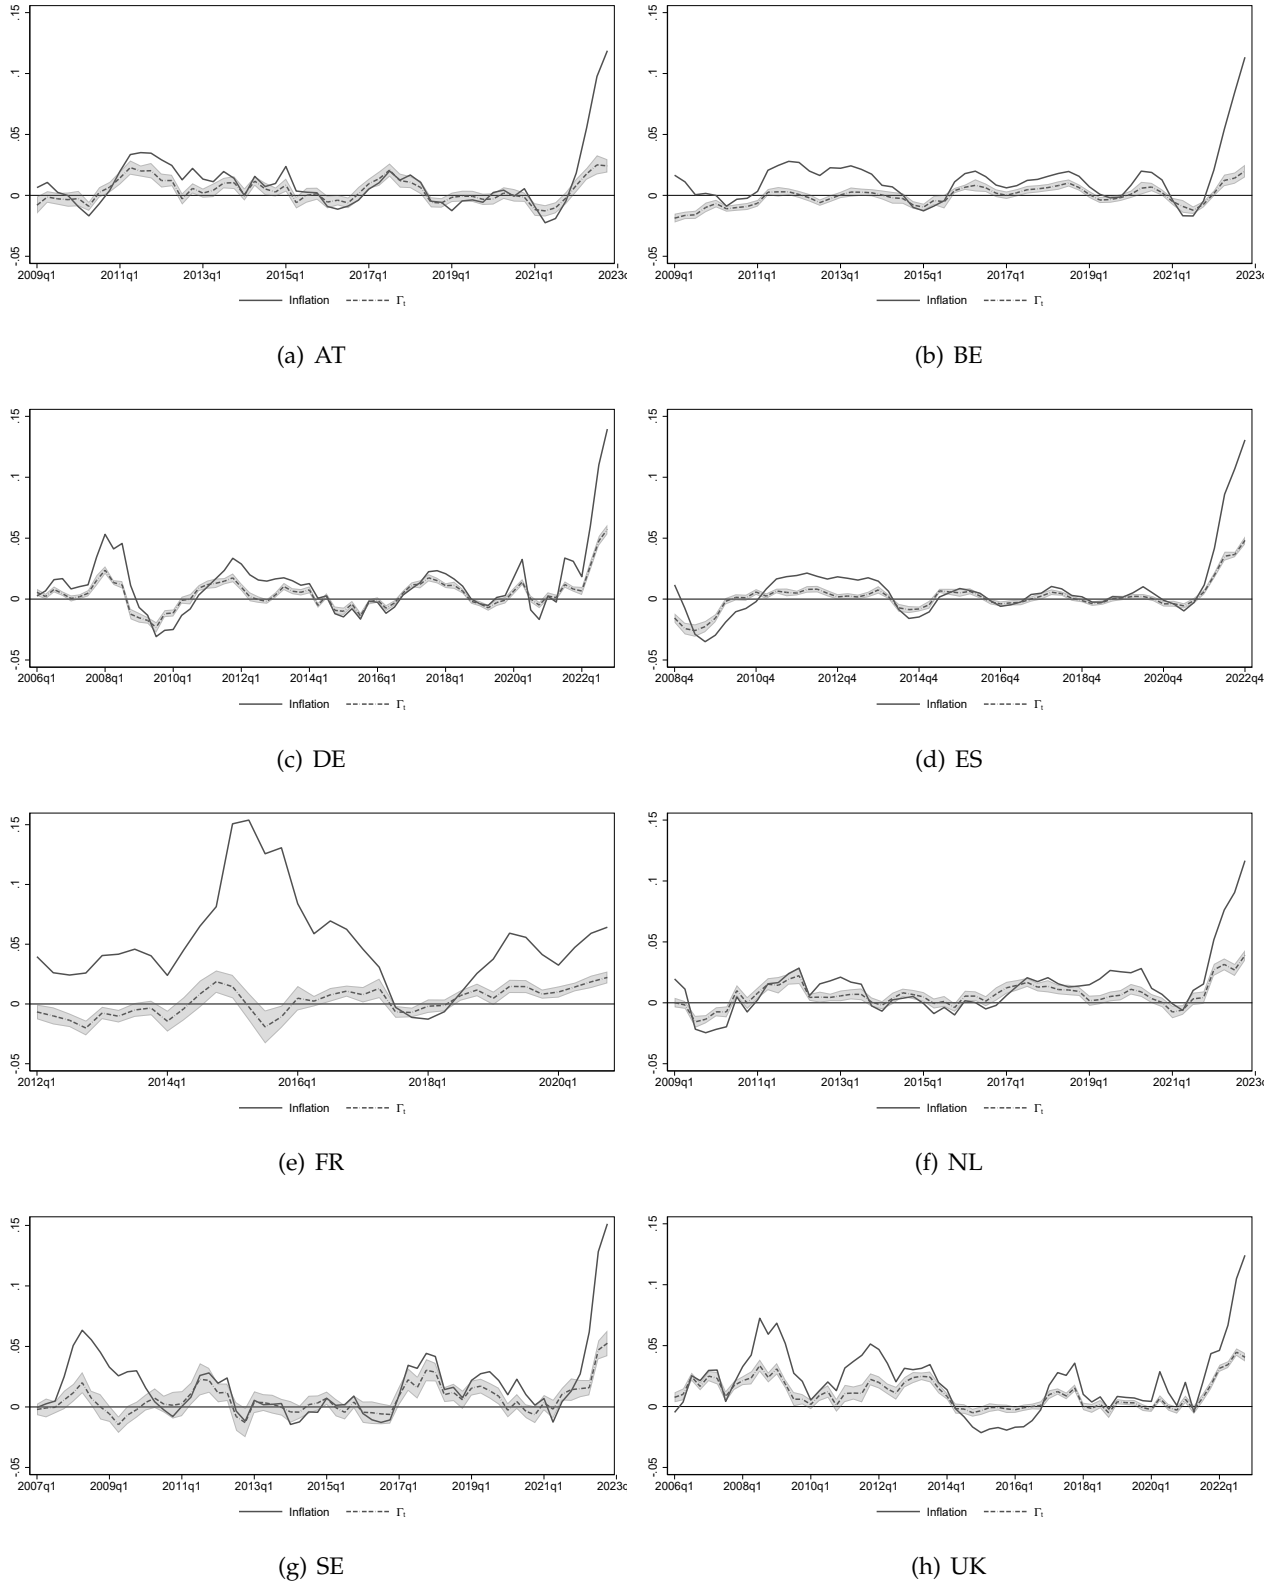 .15 .1 .05 0 -.05
2009q1 2011q1 2013q1 2015q1 2017q1 2019q1 2021q1 2023q
Inflation Γt
(a) AT
.15 .1 .05 0 -.05
2009q1 2011q1 2013q1 2015q1 2017q1 2019q1 2021q1 2023q
Inflation Γt
(b) BE
.15 .1 .05 0 -.05
2006q1 2008q1 2010q1 2012q1 2014q1 2016q1 2018q1 2020q1 2022q1
Inflation Γt
(c) DE
.15 .1 .05 0 -.05
2008q4 2010q4 2012q4 2014q4 2016q4 2018q4 2020q4 2022q4
Inflation Γt
(d) ES
.15 .1 .05 0 -.05
2012q1 2014q1 2016q1 2018q1 2020q1
Inflation Γt
(e) FR
.15 .1 .05 0 -.05
2009q1 2011q1 2013q1 2015q1 2017q1 2019q1 2021q1 2023q
Inflation Γt
(f) NL
.15 .1 .05 0 -.05
2007q1 2009q1 2011q1 2013q1 2015q1 2017q1 2019q1 2021q1 2023q
Inflation Γt
(g) SE
.15 .1 .05 0 -.05
2006q1 2008q1 2010q1 2012q1 2014q1 2016q1 2018q1 2020q1 2022q1
Inflation Γt
(h) UK